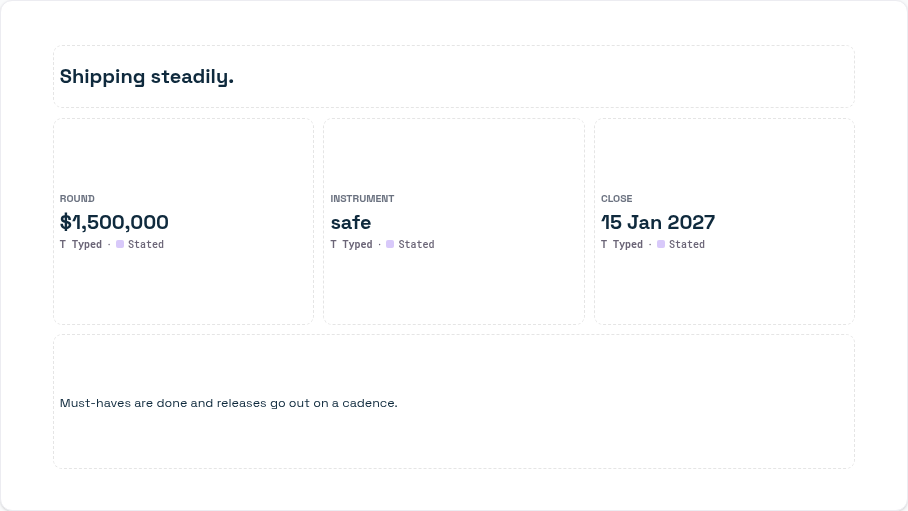 Shipping steadily.
ROUND
$1,500,000
T Typed · Stated
INSTRUMENT
safe
T Typed · Stated
CLOSE
15 Jan 2027
T Typed · Stated
Must-haves are done and releases go out on a cadence.